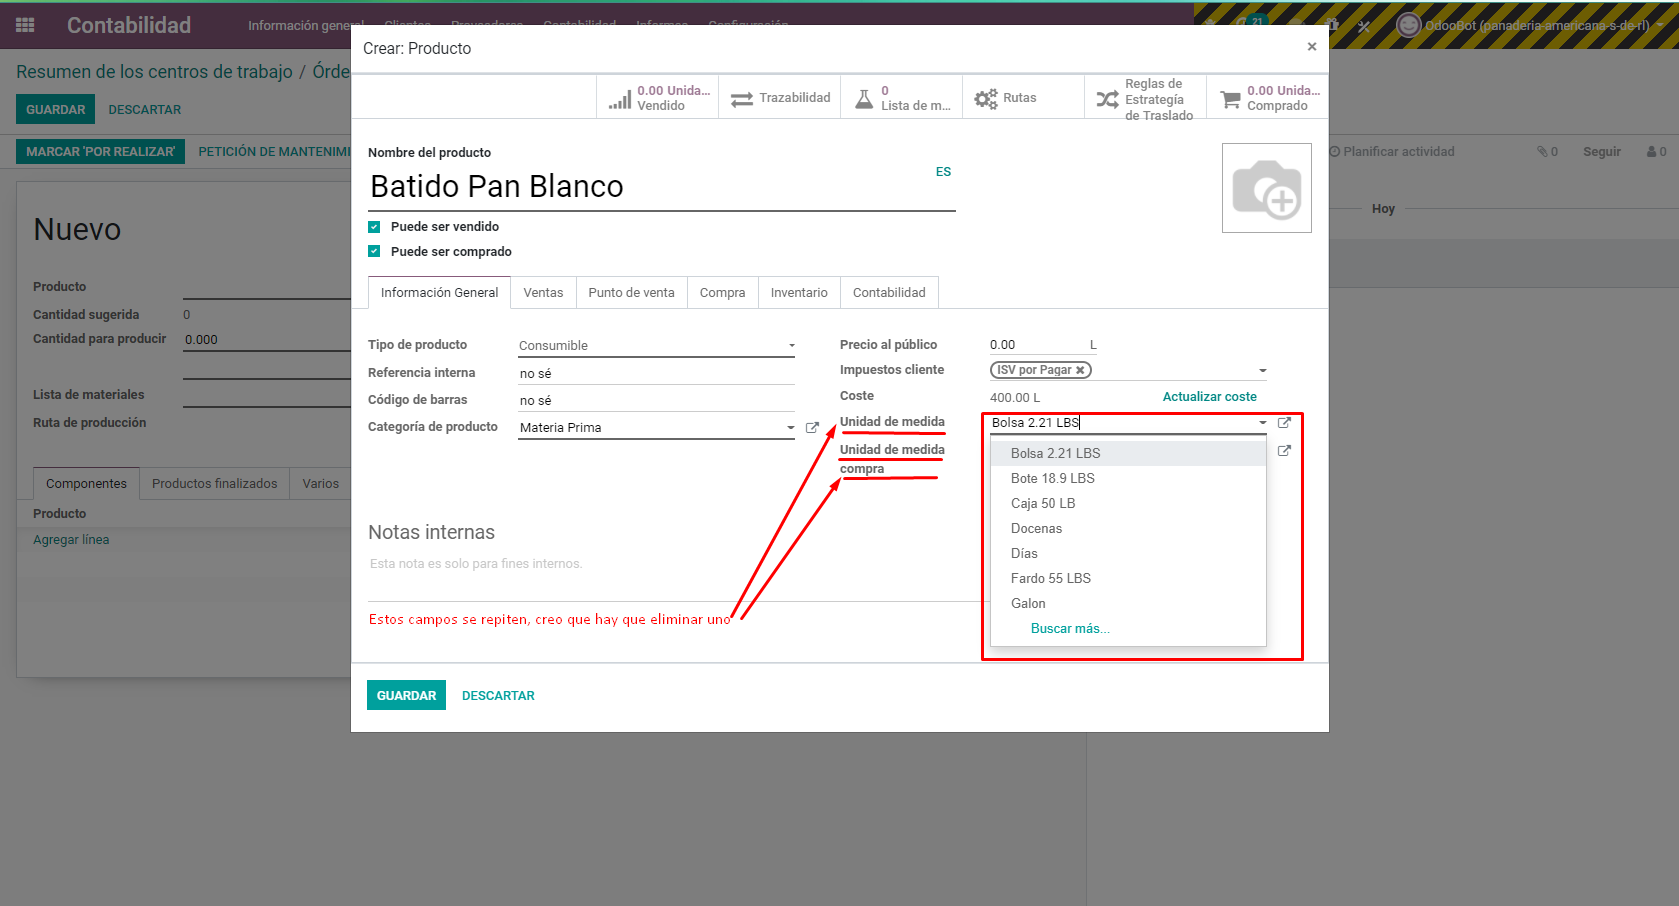 Contabilidad
Información general Clientes Proveedores Contabilidad Informes Configuración
21
OdooBot (panaderia-americana-s-de-rl)
Resumen de los centros de trabajo / Órde
GUARDAR DESCARTAR
MARCAR 'POR REALIZAR' PETICIÓN DE MANTENIMI
Planificar actividad 0 Seguir 0
Hoy
Nuevo
Producto
Cantidad sugerida 0
Cantidad para producir 0.000
Lista de materiales
Ruta de producción
Componentes Productos finalizados Varios
Producto
Agregar línea
Crear: Producto ×
0.00 Unida...
Vendido
Trazabilidad
0
Lista de m...
Rutas
Reglas de
Estrategía
de Traslado
0.00 Unida...
Comprado
Nombre del producto
Batido Pan Blanco ES
Puede ser vendido
Puede ser comprado
Información General Ventas Punto de venta Compra Inventario Contabilidad
Tipo de producto Consumible
Referencia interna no sé
Código de barras no sé
Categoría de producto Materia Prima
Precio al público 0.00 L
Impuestos cliente ISV por Pagar ×
Coste 400.00 L Actualizar coste
Unidad de medida Bolsa 2.21 LBS
Unidad de medida
compra
Bolsa 2.21 LBS
Bote 18.9 LBS
Caja 50 LB
Docenas
Días
Fardo 55 LBS
Galon
Buscar más...
Notas internas
Esta nota es solo para fines internos.
Estos campos se repiten, creo que hay que eliminar uno
GUARDAR DESCARTAR